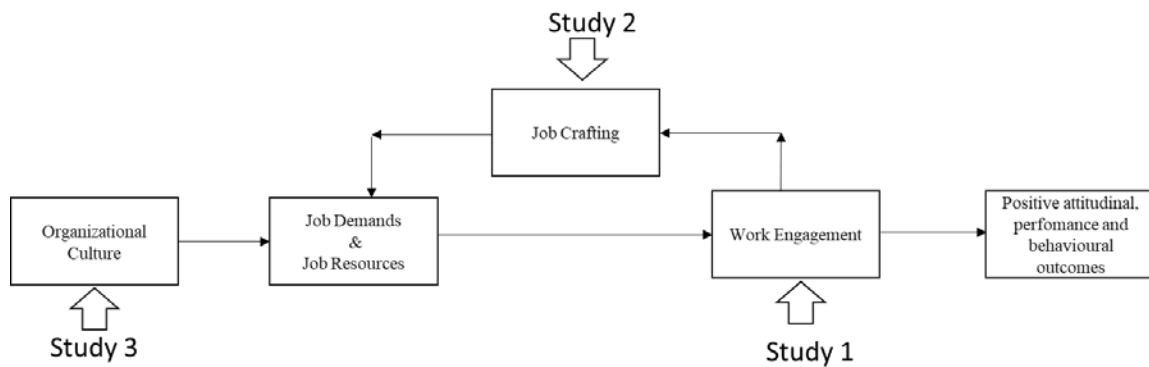 Study 2
Job Crafting
Organizational
Culture
Job Demands
&
Job Resources
Work Engagement
Positive attitudinal,
perfomance and
behavioural
outcomes
Study 3
Study 1